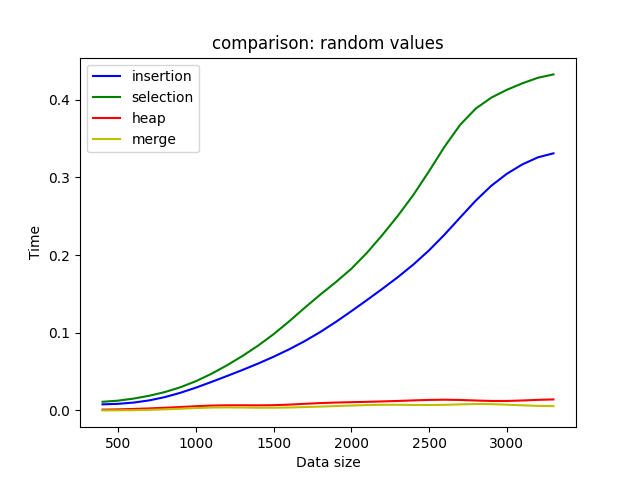 comparison: random values
insertion
selection
heap
merge
0.4
0.3
0.2
0.1
0.0
Time
500 1000 1500 2000 2500 3000
Data size